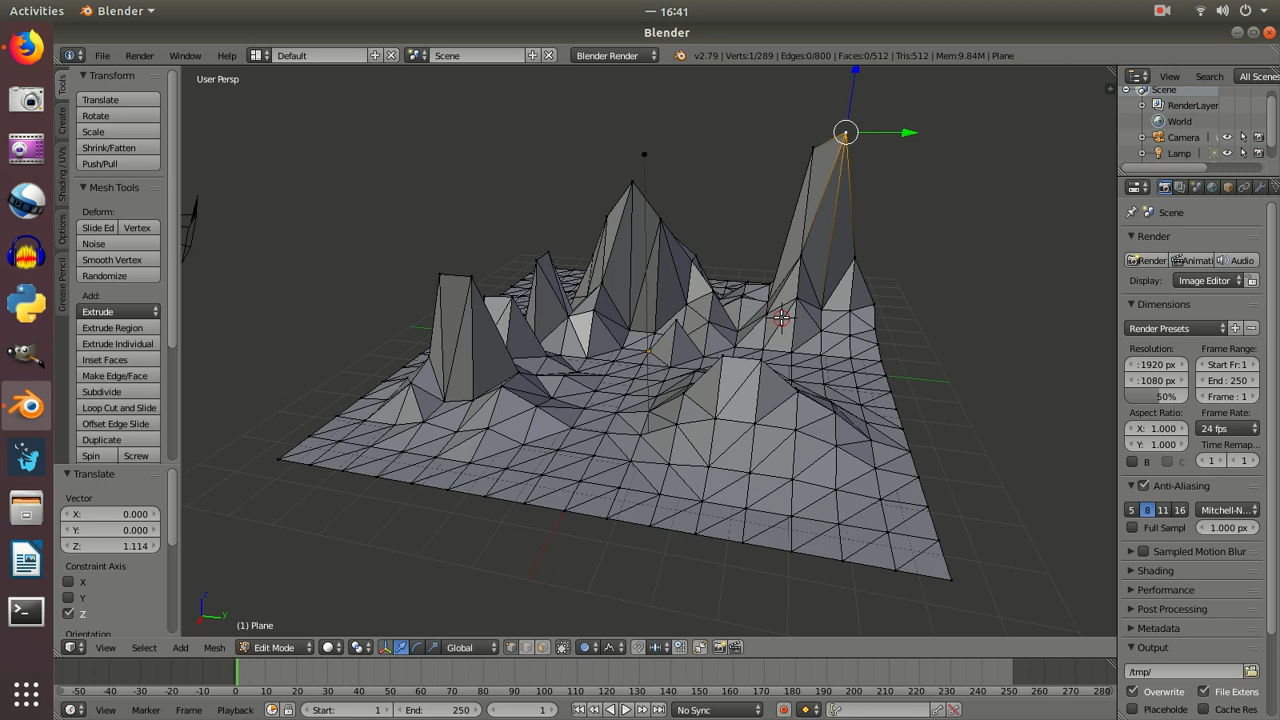 Activities Blender 16:41
Blender
File Render Window Help Default Scene Blender Render v2.79 | Verts:1/289 | Edges:0/800 | Faces:0/512 | Tris:512 | Mem:9.84M | Plane
Tools
Create
Shading / UVs
Options
Grease Pencil
Transform
Translate
Rotate
Scale
Shrink/Fatten
Push/Pull
Mesh Tools
Deform:
Slide Ed Vertex
Noise
Smooth Vertex
Randomize
Add:
Extrude
Extrude Region
Extrude Individual
Inset Faces
Make Edge/Face
Subdivide
Loop Cut and Slide
Offset Edge Slide
Duplicate
Spin Screw
Translate
Vector
X: 0.000
Y: 0.000
Z: 1.114
Constraint Axis
X
Y
Z
Orientation
User Persp
z
y
(1) Plane
View Select Add Mesh Edit Mode Global
View Search All Scenes
Scene
RenderLayer
World
Camera
Lamp
Scene
Render
Render Animati Audio
Display: Image Editor
Dimensions
Render Presets
Resolution: Frame Range:
:1920 px Start Fr: 1
:1080 px End : 250
50% Frame : 1
Aspect Ratio: Frame Rate:
X: 1.000 24 fps
Y: 1.000 Time Remap...
B C 1 1
Anti-Aliasing
5 8 11 16 Mitchell-N...
Full Sampl 1.000 px
Sampled Motion Blur
Shading
Performance
Post Processing
Metadata
Output
/tmp/
Overwrite File Extens
Placeholde Cache Res
-50 -40 -30 -20 -10 0 10 20 30 40 50 60 70 80 90 100 110 120 130 140 150 160 170 180 190 200 210 220 230 240 250 260 270 280
View Marker Frame Playback Start: 1 End: 250 1 No Sync